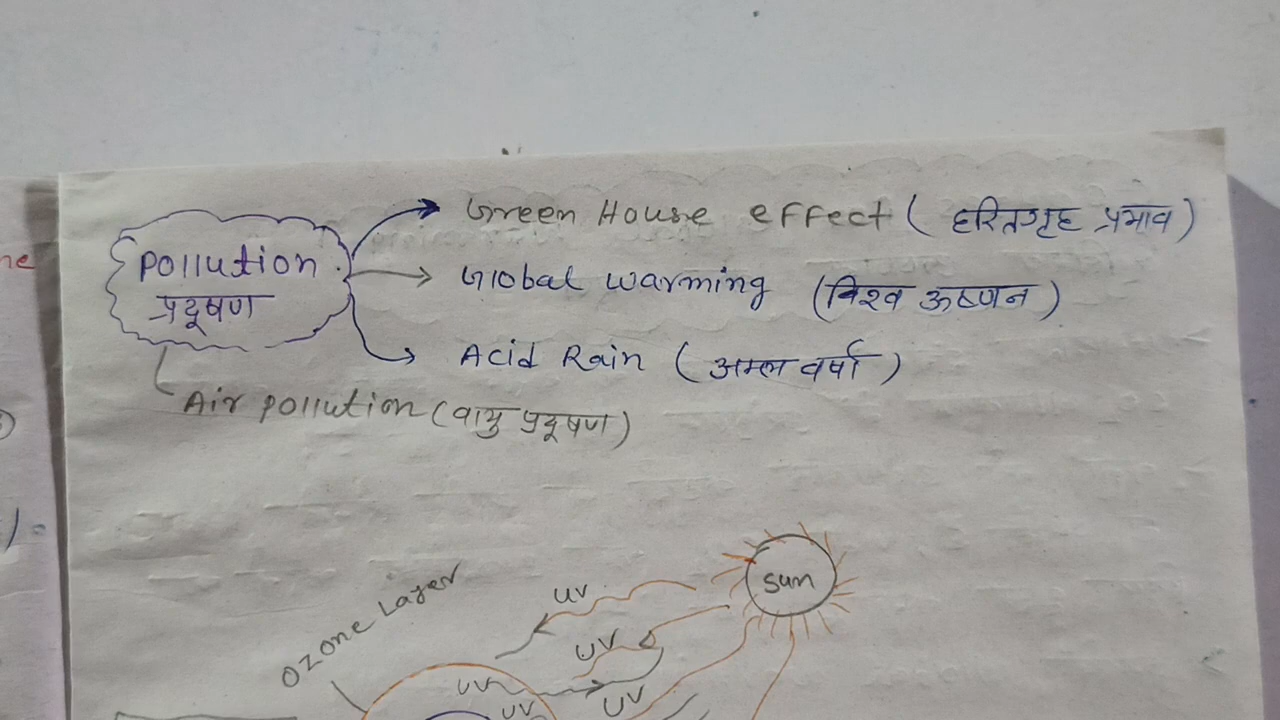 Green House effect ( हरितगृह प्रभाव )
Pollution
प्रदूषण
Global warming (विश्व ऊष्णन )
Acid Rain ( अम्ल वर्षा )
Air pollution ( वायु प्रदूषण )
Ozone Layer
Sun
UV
UV
UV
UV
UV